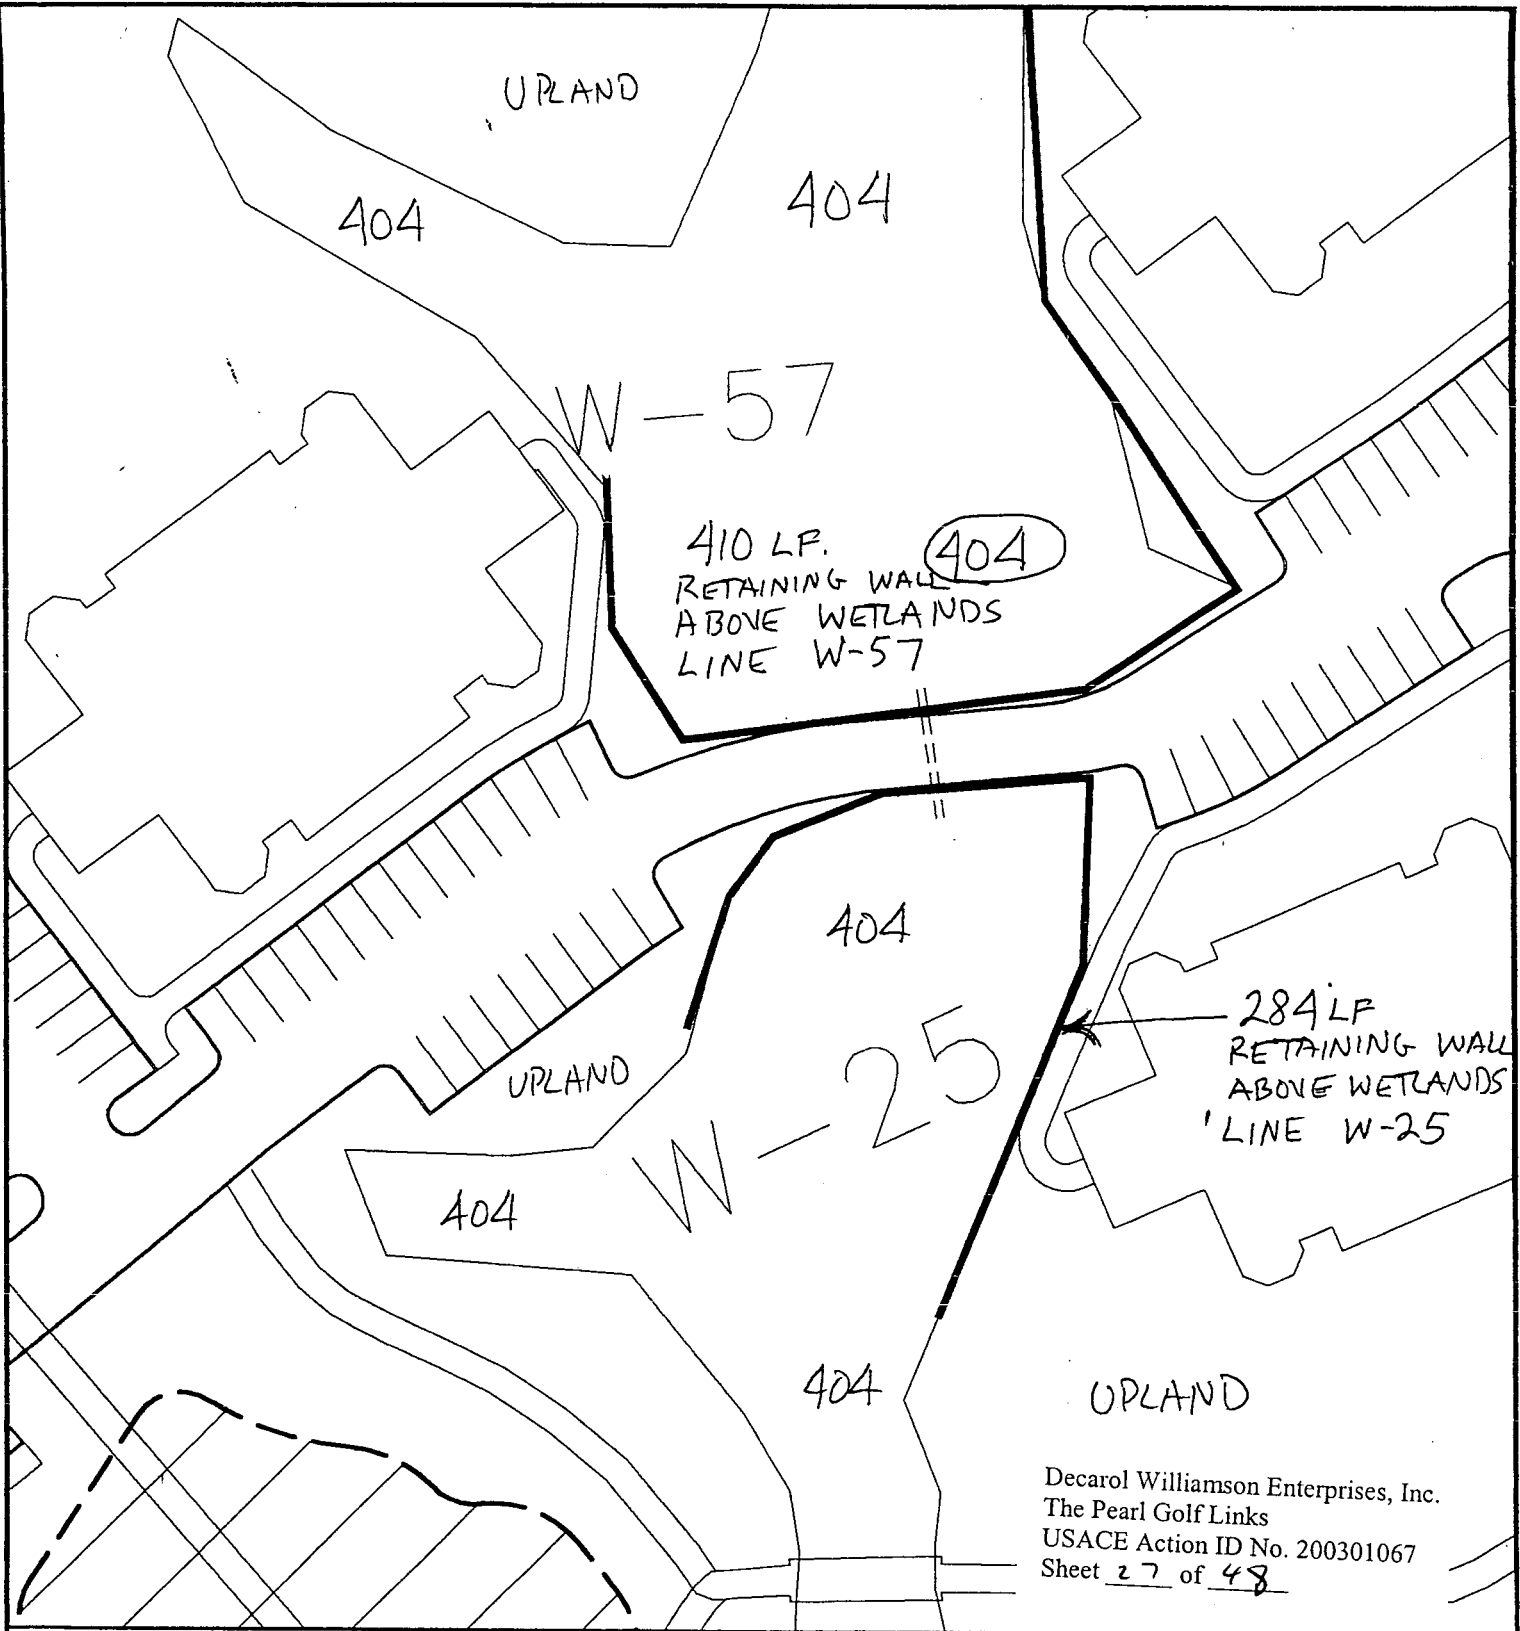 UPLAND
404
404
W-57
410 LF.
404
RETAINING WALL
ABOVE WETLANDS
LINE W-57
404
284 LF
RETAINING WALL
ABOVE WETLANDS
LINE W-25
UPLAND
W-25
404
404
UPLAND
Decarol Williamson Enterprises, Inc.
The Pearl Golf Links
USACE Action ID No. 200301067
Sheet 27 of 48